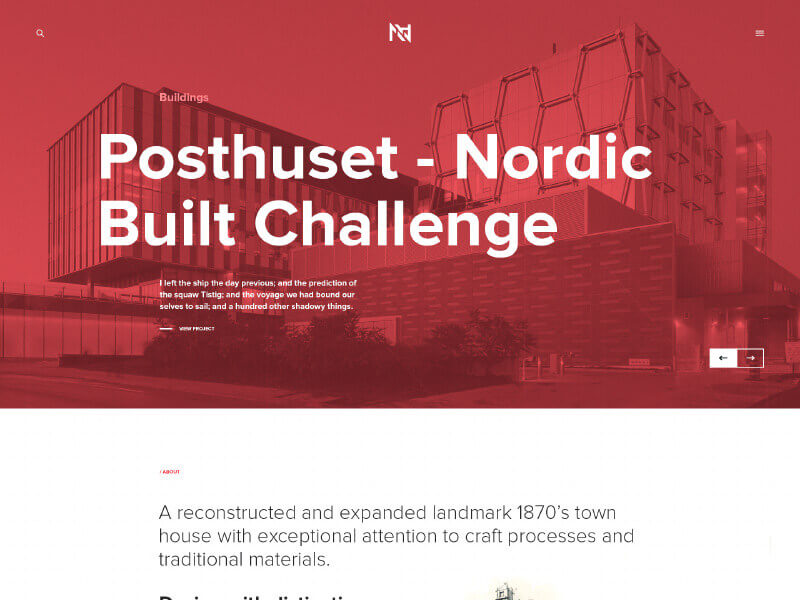 Buildings
Posthuset - Nordic
Built Challenge
I left the ship the day previous; and the prediction of
the squaw Tistig; and the voyage we had bound our
selves to sail; and a hundred other shadowy things.
VIEW PROJECT
/ ABOUT
A reconstructed and expanded landmark 1870’s town
house with exceptional attention to craft processes and
traditional materials.